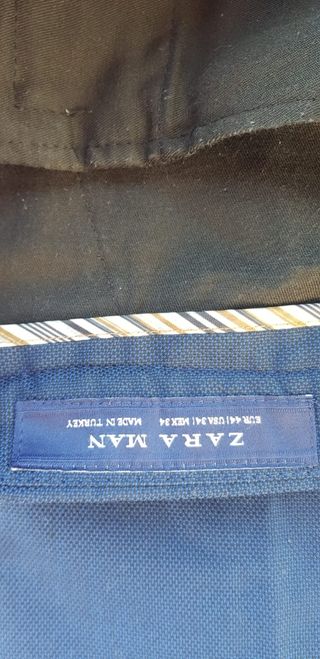 ZARA MAN
EUR 44 | USA 34 | MEX 34
MADE IN TURKEY